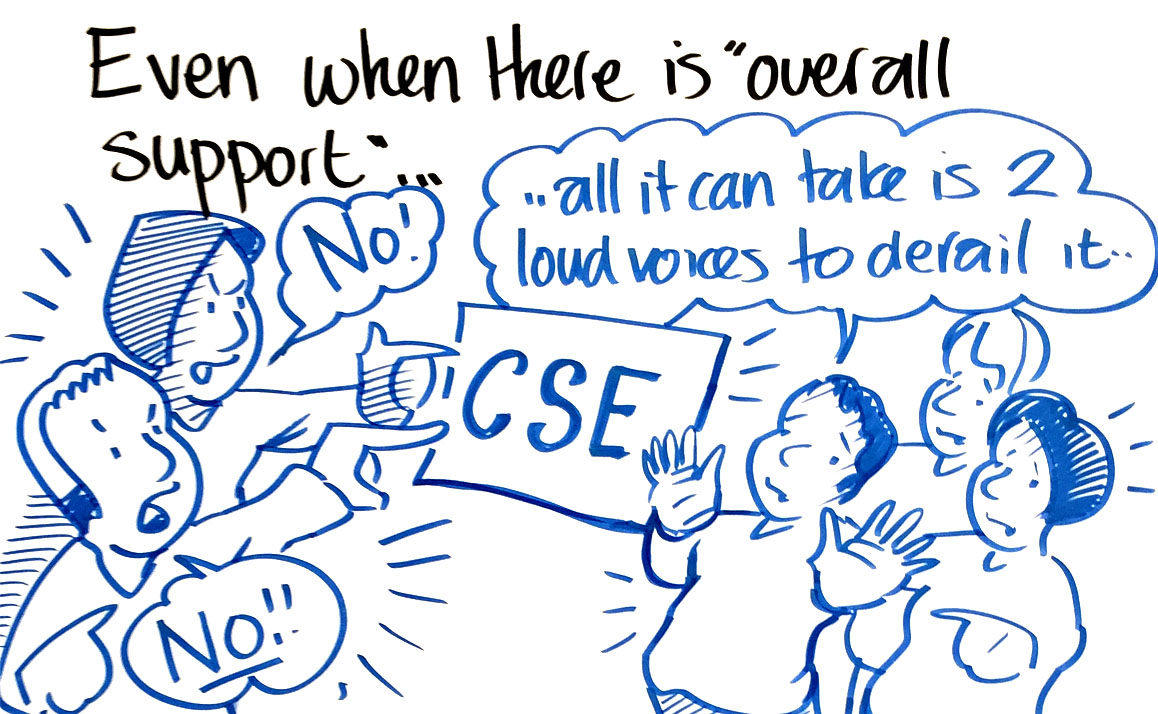 Even when there is "overall
support"...
No!
..all it can take is 2
loud voices to derail it..
CSE
No!!